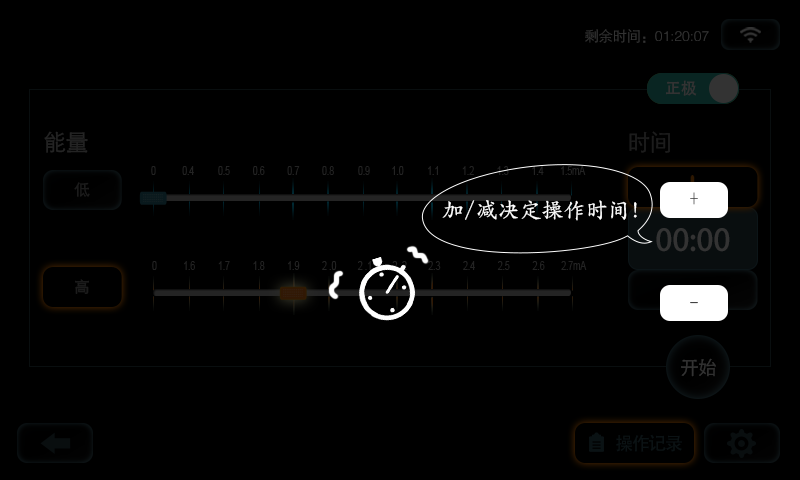 剩余时间：01:20:07
正极
能量
时间
0 0.4 0.5 0.6 0.7 0.8 0.9 1.0 1.1 1.2 1.4 1.5mA
低
+
加/减决定操作时间！
00:00
0 1.6 1.7 1.8 1.9 2.0 2.3 2.4 2.5 2.6 2.7mA
高
-
开始
操作记录